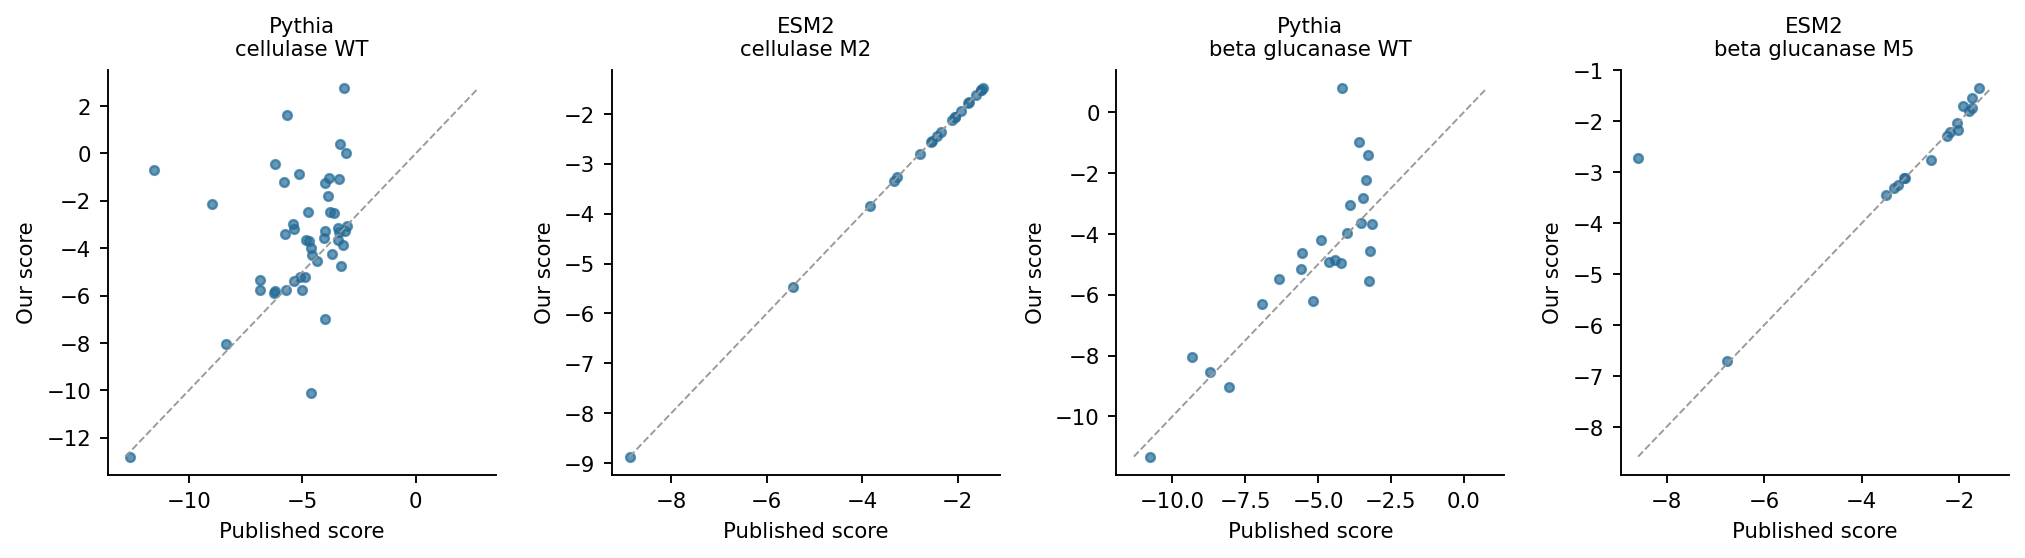 Pythia
cellulase WT
Our score
2
0
−2
−4
−6
−8
−10
−12
−10
−5
0
Published score
ESM2
cellulase M2
Our score
−2
−3
−4
−5
−6
−7
−8
−9
−8
−6
−4
−2
Published score
Pythia
beta glucanase WT
Our score
0
−2
−4
−6
−8
−10
−10.0
−7.5
−5.0
−2.5
0.0
Published score
ESM2
beta glucanase M5
Our score
−1
−2
−3
−4
−5
−6
−7
−8
−8
−6
−4
−2
Published score